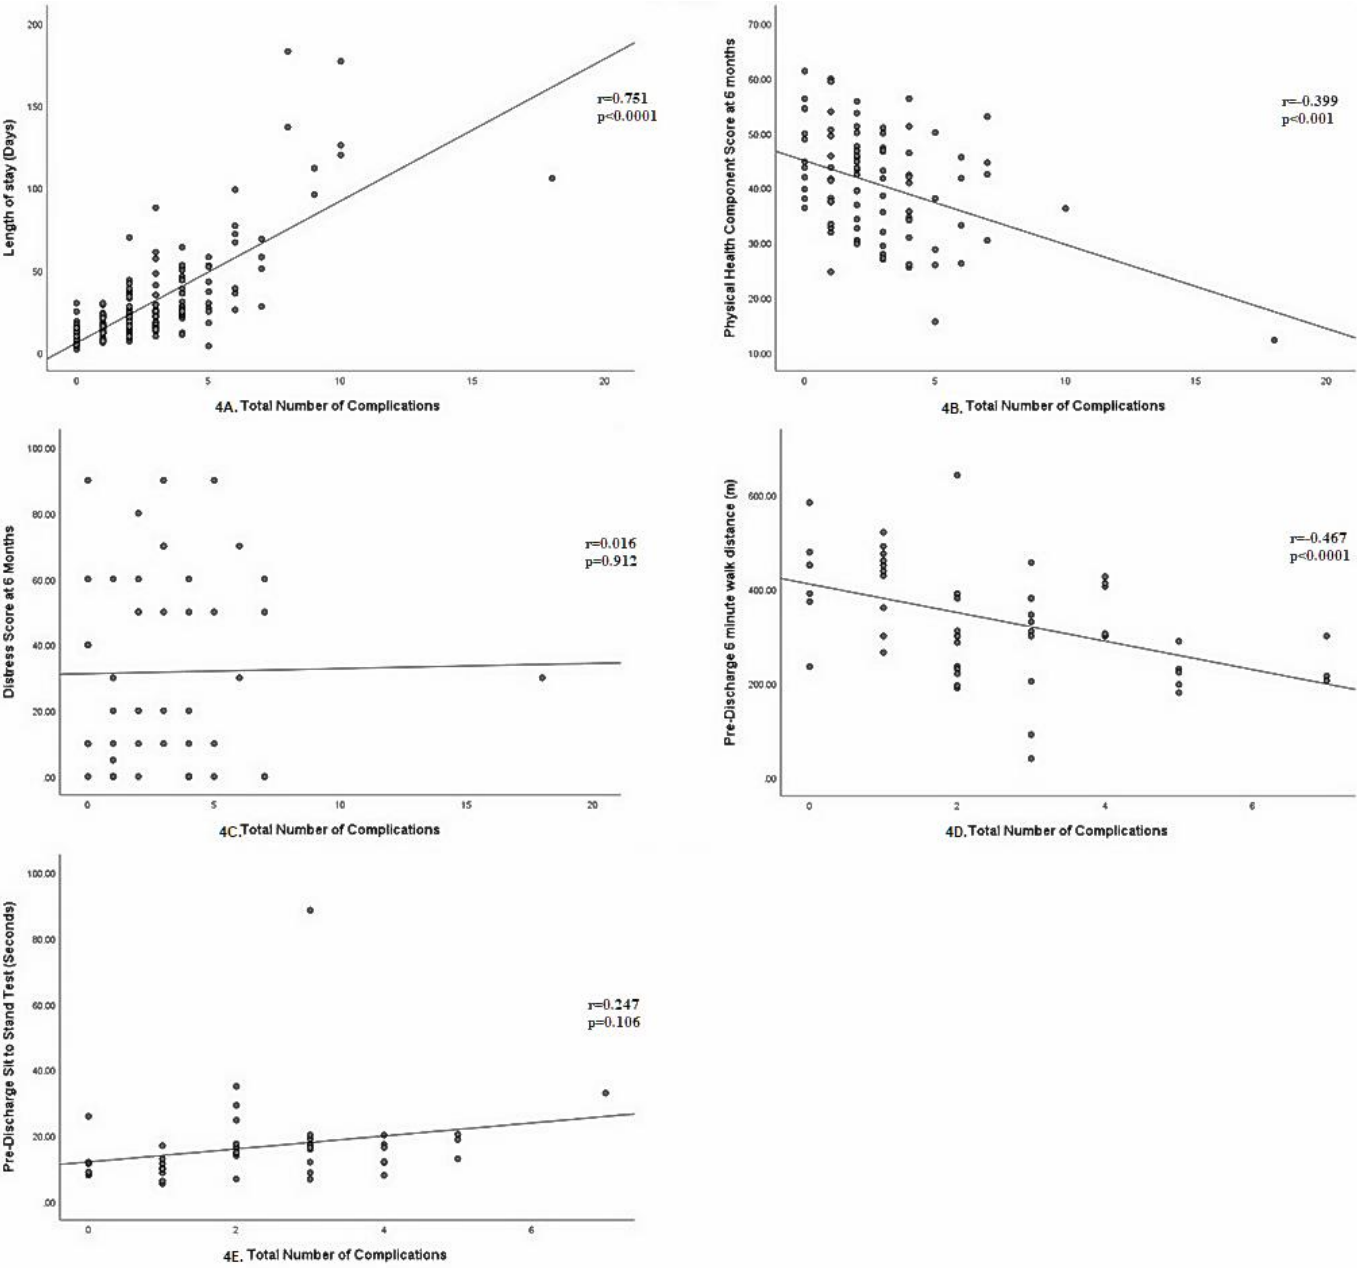 200
150
100
50
0
Length of stay (Days)
r=0.751
p<0.0001
0 5 10 15 20
4A. Total Number of Complications
70.00
60.00
50.00
40.00
30.00
20.00
10.00
Physical Health Component Score at 6 months
r=-0.399
p<0.001
0 5 10 15 20
4B. Total Number of Complications
100.00
80.00
60.00
40.00
20.00
.00
Distress Score at 6 Months
r=0.016
p=0.912
0 5 10 15 20
4C.Total Number of Complications
600.00
400.00
200.00
.00
Pre-Discharge 6 minute walk distance (m)
r=-0.467
p<0.0001
0 2 4 6
4D.Total Number of Complications
100.00
80.00
60.00
40.00
20.00
.00
Pre-Discharge Sit to Stand Test (Seconds)
r=0.247
p=0.106
0 2 4 6
4E. Total Number of Complications